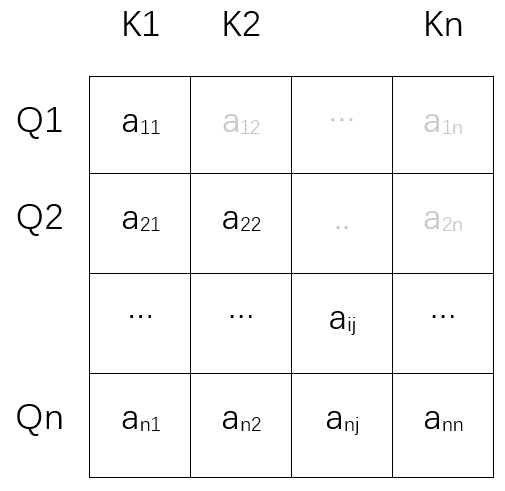 K1 K2 Kn
Q1 a11 a12 ... a1n
Q2 a21 a22 .. a2n
... ... aij ...
Qn an1 an2 anj ann